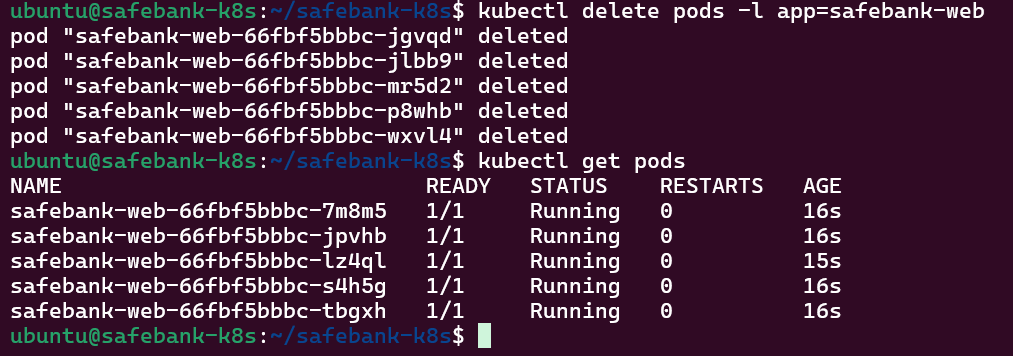 ubuntu@safebank-k8s:~/safebank-k8s$ kubectl delete pods -l app=safebank-web
pod "safebank-web-66fbf5bbbc-jgvqd" deleted
pod "safebank-web-66fbf5bbbc-jlbb9" deleted
pod "safebank-web-66fbf5bbbc-mr5d2" deleted
pod "safebank-web-66fbf5bbbc-p8whb" deleted
pod "safebank-web-66fbf5bbbc-wxvl4" deleted
ubuntu@safebank-k8s:~/safebank-k8s$ kubectl get pods
NAME                            READY   STATUS    RESTARTS   AGE
safebank-web-66fbf5bbbc-7m8m5   1/1     Running   0          16s
safebank-web-66fbf5bbbc-jpvhb   1/1     Running   0          16s
safebank-web-66fbf5bbbc-lz4ql   1/1     Running   0          15s
safebank-web-66fbf5bbbc-s4h5g   1/1     Running   0          16s
safebank-web-66fbf5bbbc-tbgxh   1/1     Running   0          16s
ubuntu@safebank-k8s:~/safebank-k8s$